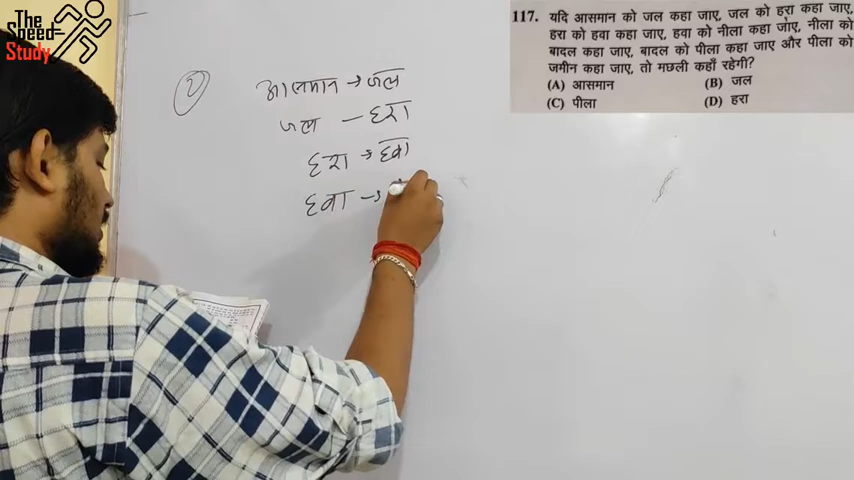 The
Speed-
Study
117. यदि आसमान को जल कहा जाए, जल को हरा कहा जाए,
हरा को हवा कहा जाए, हवा को नीला कहा जाए, नीला को
बादल कहा जाए, बादल को पीला कहा जाए और पीला को
जमीन कहा जाए, तो मछली कहाँ रहेगी?
(A) आसमान (B) जल
(C) पीला (D) हरा
आसमान → जल
जल — हरा
हरा → हवा
हवा →